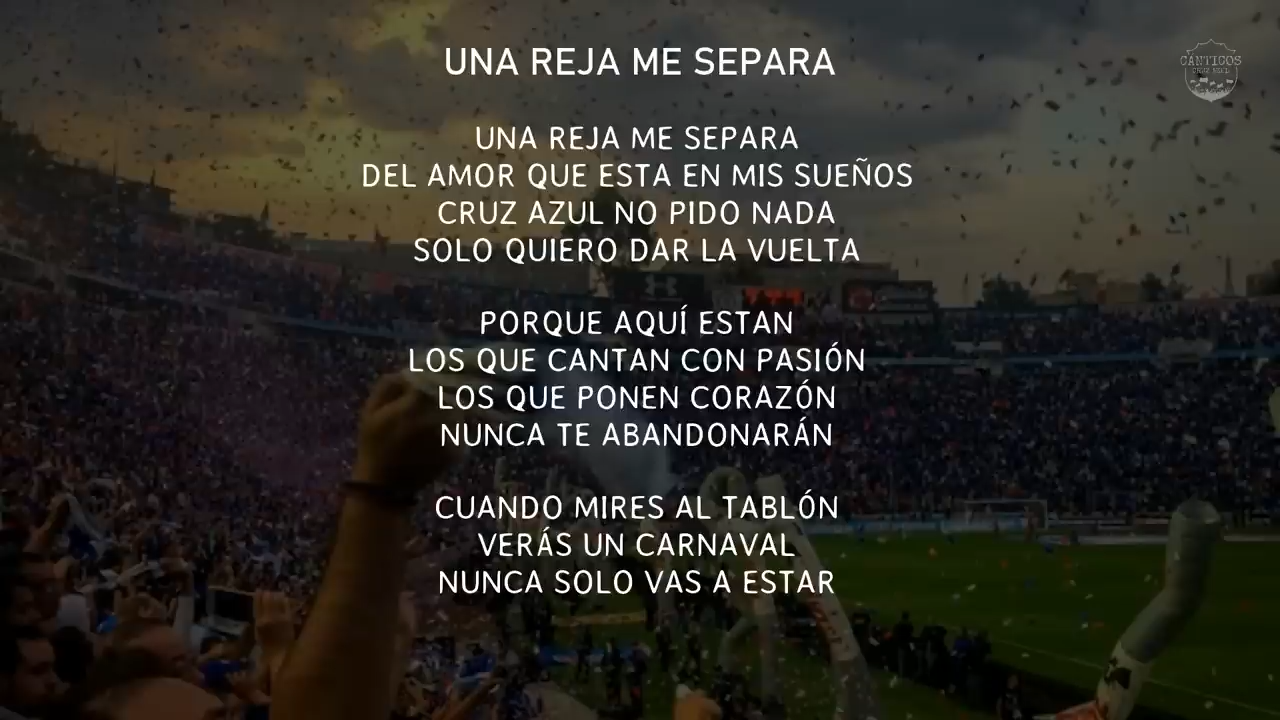 UNA REJA ME SEPARA
CÁNTICOS
UNA REJA ME SEPARA
DEL AMOR QUE ESTA EN MIS SUEÑOS
CRUZ AZUL NO PIDO NADA
SOLO QUIERO DAR LA VUELTA
PORQUE AQUÍ ESTAN
LOS QUE CANTAN CON PASIÓN
LOS QUE PONEN CORAZÓN
NUNCA TE ABANDONARÁN
CUANDO MIRES AL TABLÓN
VERÁS UN CARNAVAL
NUNCA SOLO VAS A ESTAR